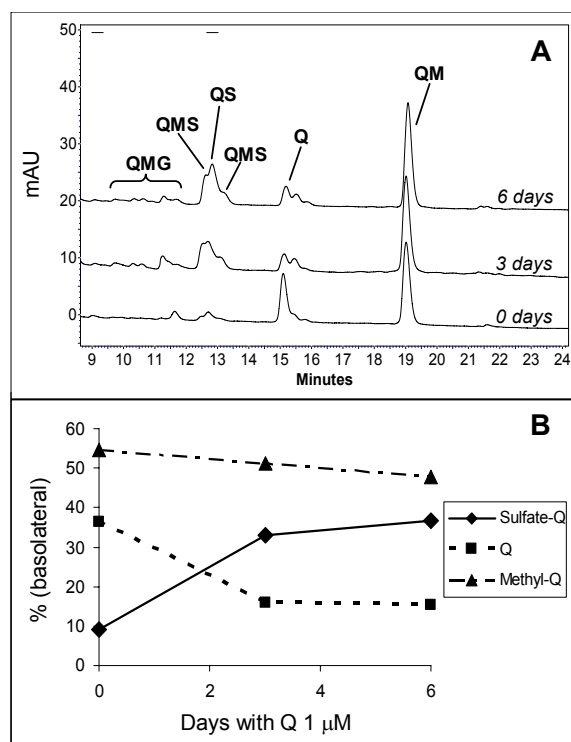 A
50
40
30
20
10
0
mAU
QMG
QMS
QS
QMS
Q
QM
6 days
3 days
0 days
9 10 11 12 13 14 15 16 17 18 19 20 21 22 23 24
Minutes
B
60
50
40
30
20
10
0
% (basolateral)
0 2 4 6
Days with Q 1 µM
Sulfate-Q
Q
Methyl-Q